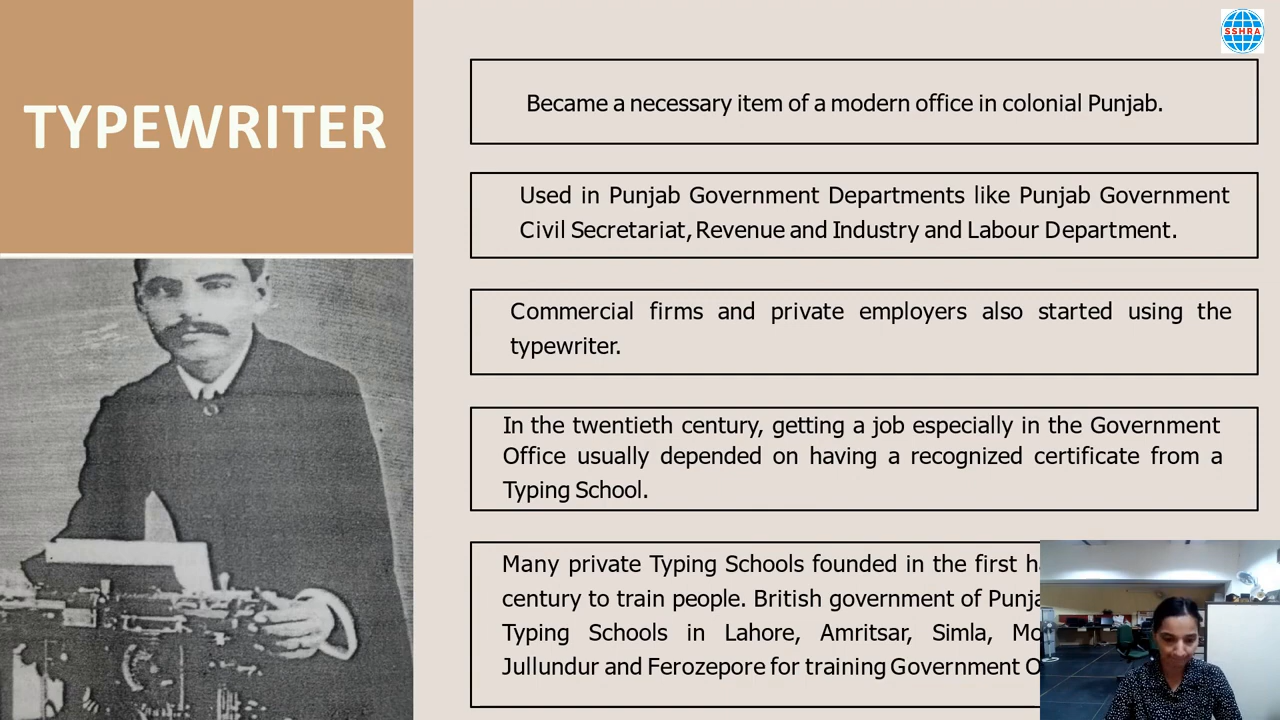 SSHRA
TYPEWRITER
Became a necessary item of a modern office in colonial Punjab.
Used in Punjab Government Departments like Punjab Government
Civil Secretariat, Revenue and Industry and Labour Department.
Commercial firms and private employers also started using the
typewriter.
In the twentieth century, getting a job especially in the Government
Office usually depended on having a recognized certificate from a
Typing School.
Many private Typing Schools founded in the first
century to train people. British government of
Typing Schools in Lahore, Amritsar, Simla,
Jullundur and Ferozepore for training Government